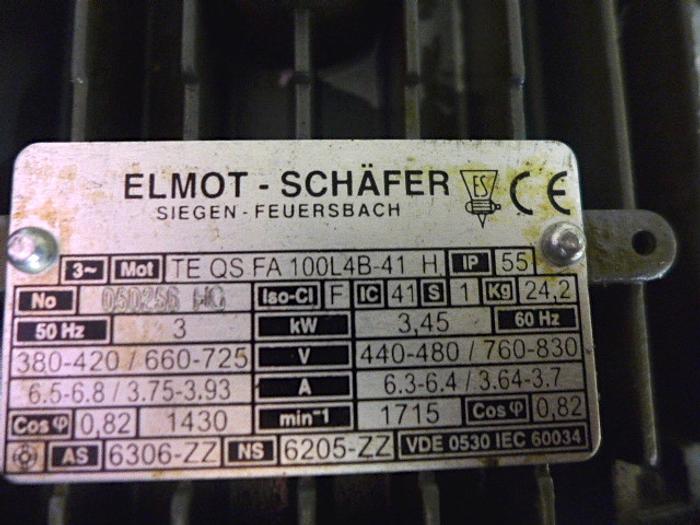 ELMOT - SCHÄFER ES CE
SIEGEN - FEUERSBACH
3~ Mot TE QS FA 100L4B-41 H IP 55
No 050256 HG Iso-Cl F IC 41 S 1 Kg 24,2
50 Hz 3 kW 3,45 60 Hz
380-420 / 660-725 V 440-480 / 760-830
6.5-6.8 / 3.75-3.93 A 6.3-6.4 / 3.64-3.7
Cos φ 0,82 1430 min⁻¹ 1715 Cos φ 0,82
AS 6306-ZZ NS 6205-ZZ VDE 0530 IEC 60034